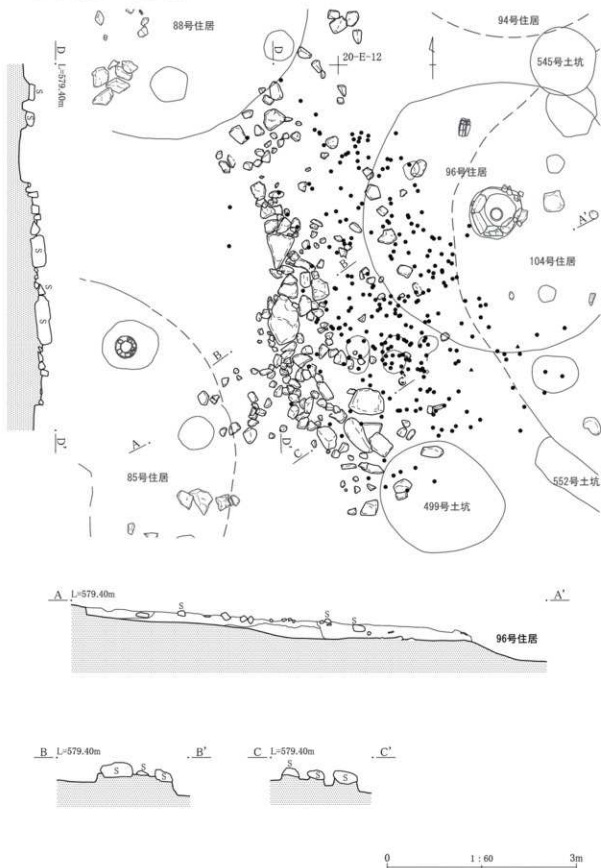 88号住居
94号住居
D
D
20-E-12
545号土坑
L=579.40m
S
S
96号住居
A'
B'
104号住居
S
S
B
D'
D'
A
C
85号住居
499号土坑
552号土坑
A L=579.40m A'
S S S
96号住居
B L=579.40m B'
S S S
C L=579.40m C'
S S S
0 1:60 3m